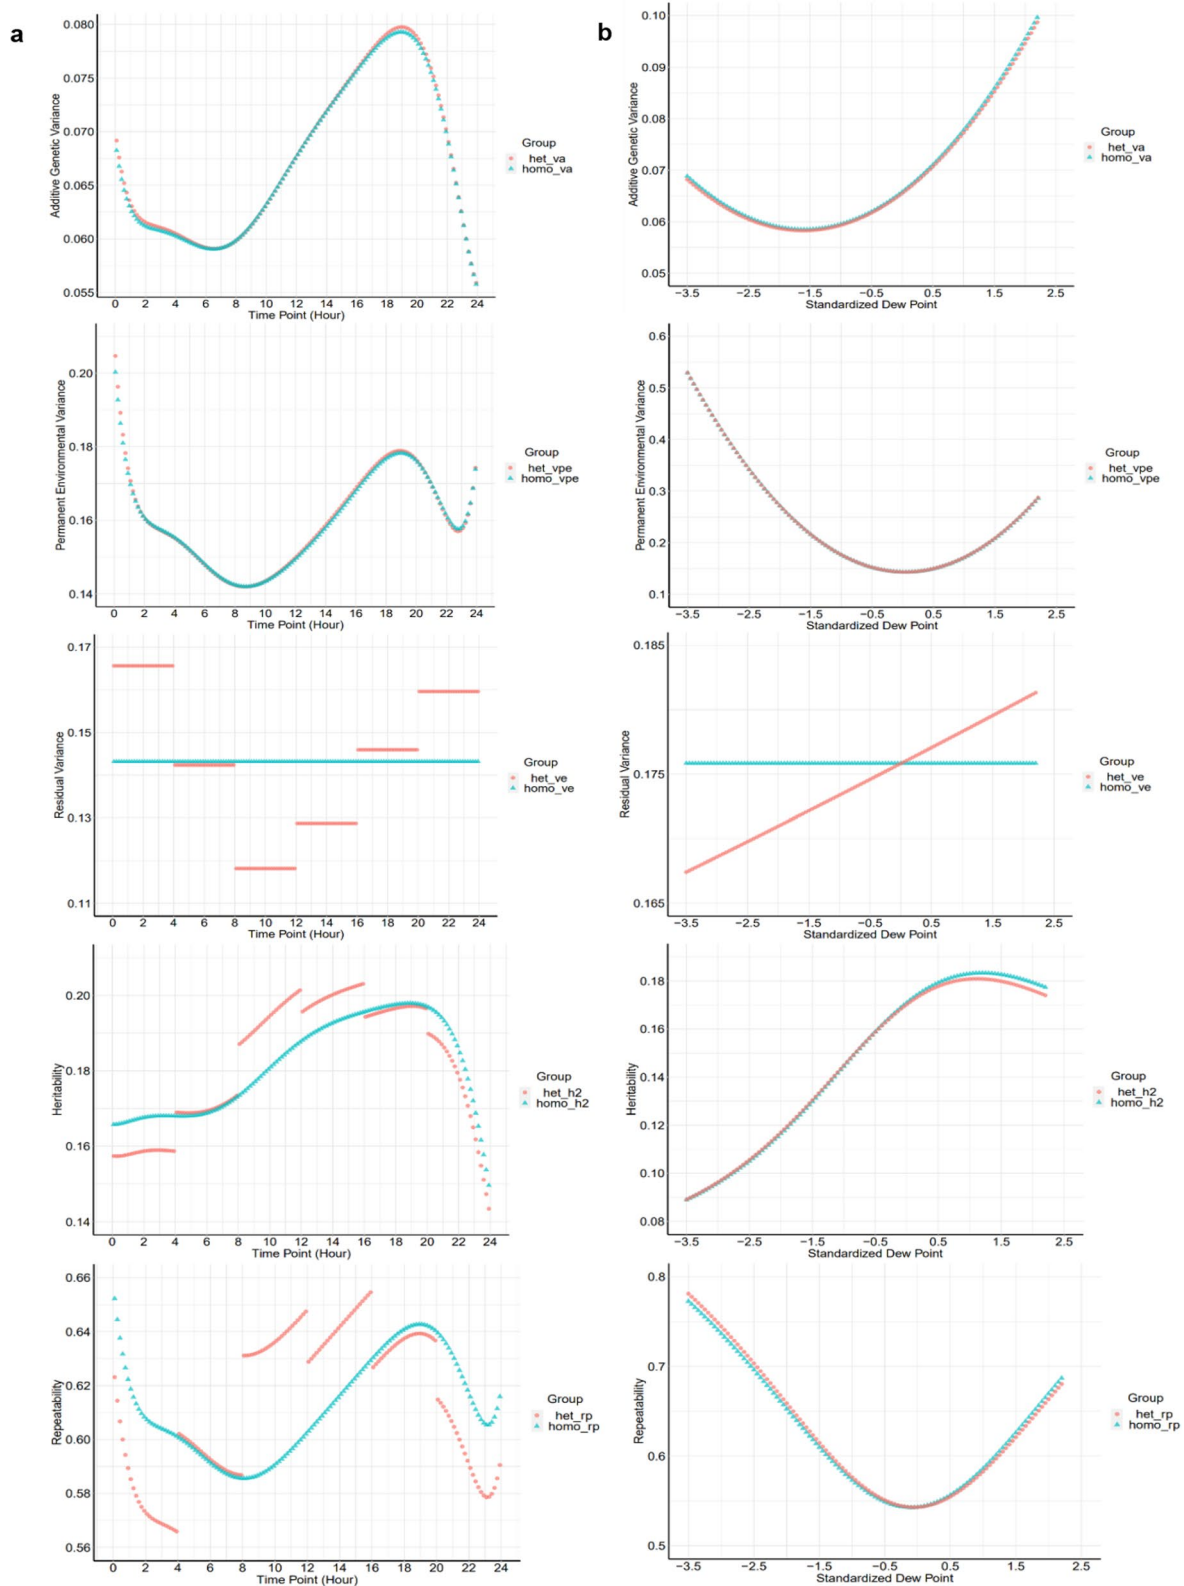 a
Additive Genetic Variance
0.080
0.075
0.070
0.065
0.060
0.055
0 2 4 6 8 10 12 14 16 18 20 22 24
Time Point (Hour)
Group
het_va
homo_va
Permanent Environmental Variance
0.20
0.18
0.16
0.14
0 2 4 6 8 10 12 14 16 18 20 22 24
Time Point (Hour)
Group
het_vpe
homo_vpe
Residual Variance
0.17
0.15
0.13
0.11
0 2 4 6 8 10 12 14 16 18 20 22 24
Time Point (Hour)
Group
het_ve
homo_ve
Heritability
0.20
0.18
0.16
0.14
0 2 4 6 8 10 12 14 16 18 20 22 24
Time Point (Hour)
Group
het_h2
homo_h2
Repeatability
0.66
0.64
0.62
0.60
0.58
0.56
0 2 4 6 8 10 12 14 16 18 20 22 24
Time Point (Hour)
Group
het_rp
homo_rp
b
Additive Genetic Variance
0.10
0.09
0.08
0.07
0.06
0.05
−3.5 −2.5 −1.5 −0.5 0.5 1.5 2.5
Standardized Dew Point
Group
het_va
homo_va
Permanent Environmental Variance
0.6
0.5
0.4
0.3
0.2
0.1
−3.5 −2.5 −1.5 −0.5 0.5 1.5 2.5
Standardized Dew Point
Group
het_vpe
homo_vpe
Residual Variance
0.185
0.175
0.165
−3.5 −2.5 −1.5 −0.5 0.5 1.5 2.5
Standardized Dew Point
Group
het_ve
homo_ve
Heritability
0.18
0.16
0.14
0.12
0.10
0.08
−3.5 −2.5 −1.5 −0.5 0.5 1.5 2.5
Standardized Dew Point
Group
het_h2
homo_h2
Repeatability
0.8
0.7
0.6
0.5
−3.5 −2.5 −1.5 −0.5 0.5 1.5 2.5
Standardized Dew Point
Group
het_rp
homo_rp